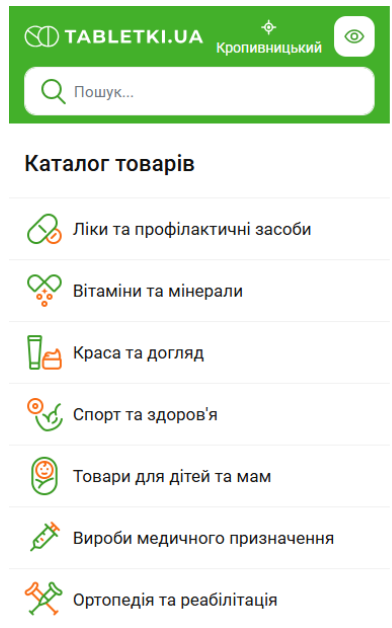 TABLETKI.UA
Кропивницький
Пошук...
Каталог товарів
Ліки та профілактичні засоби
Вітаміни та мінерали
Краса та догляд
Спорт та здоров'я
Товари для дітей та мам
Вироби медичного призначення
Ортопедія та реабілітація